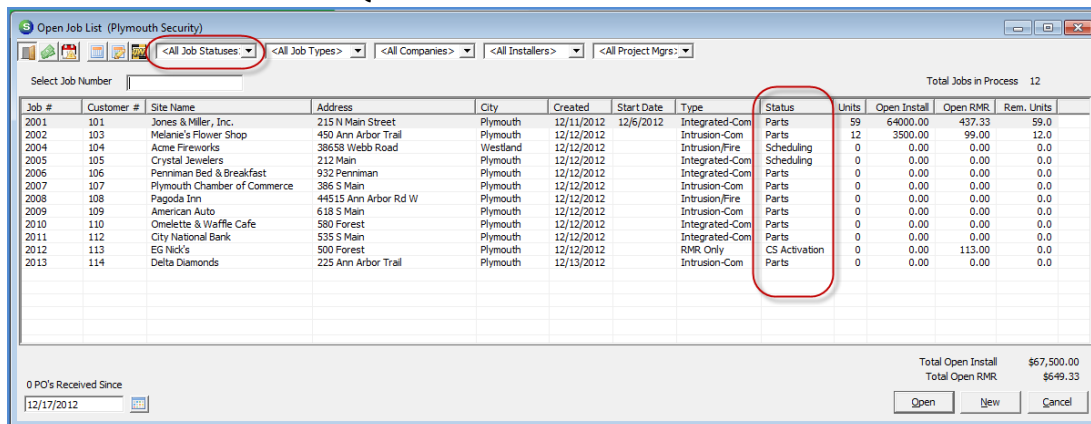 Open Job List (Plymouth Security)
<All Job Statuses: <All Job Types> <All Companies> <All Installers> <All Project Mgrs:
Select Job Number Total Jobs in Process 12
Job # Customer # Site Name Address City Created Start Date Type Status Units Open Install Open RMR Rem. Units
2001 101 Jones & Miller, Inc. 215 N Main Street Plymouth 12/11/2012 12/6/2012 Integrated-Com Parts 59 64000.00 437.33 59.0
2002 103 Melanie's Flower Shop 450 Ann Arbor Trail Plymouth 12/12/2012 Intrusion-Com Parts 12 3500.00 99.00 12.0
2004 104 Acme Fireworks 38658 Webb Road Westland 12/12/2012 Intrusion/Fire Scheduling 0 0.00 0.00 0.0
2005 105 Crystal Jewelers 212 Main Plymouth 12/12/2012 Integrated-Com Scheduling 0 0.00 0.00 0.0
2006 106 Penniman Bed & Breakfast 932 Penniman Plymouth 12/12/2012 Integrated-Com Parts 0 0.00 0.00 0.0
2007 107 Plymouth Chamber of Commerce 386 S Main Plymouth 12/12/2012 Intrusion-Com Parts 0 0.00 0.00 0.0
2008 108 Pagoda Inn 44515 Ann Arbor Rd W Plymouth 12/12/2012 Intrusion/Fire Parts 0 0.00 0.00 0.0
2009 109 American Auto 618 S Main Plymouth 12/12/2012 Intrusion-Com Parts 0 0.00 0.00 0.0
2010 110 Omelette & Waffle Cafe 580 Forest Plymouth 12/12/2012 Integrated-Com Parts 0 0.00 0.00 0.0
2011 112 City National Bank 535 S Main Plymouth 12/12/2012 Integrated-Com Parts 0 0.00 0.00 0.0
2012 113 EG Nick's 500 Forest Plymouth 12/12/2012 RMR Only CS Activation 0 0.00 113.00 0.0
2013 114 Delta Diamonds 225 Ann Arbor Trail Plymouth 12/13/2012 Intrusion-Com Parts 0 0.00 0.00 0.0
Total Open Install $67,500.00
Total Open RMR $649.33
0 PO's Received Since
12/17/2012 Open New Cancel